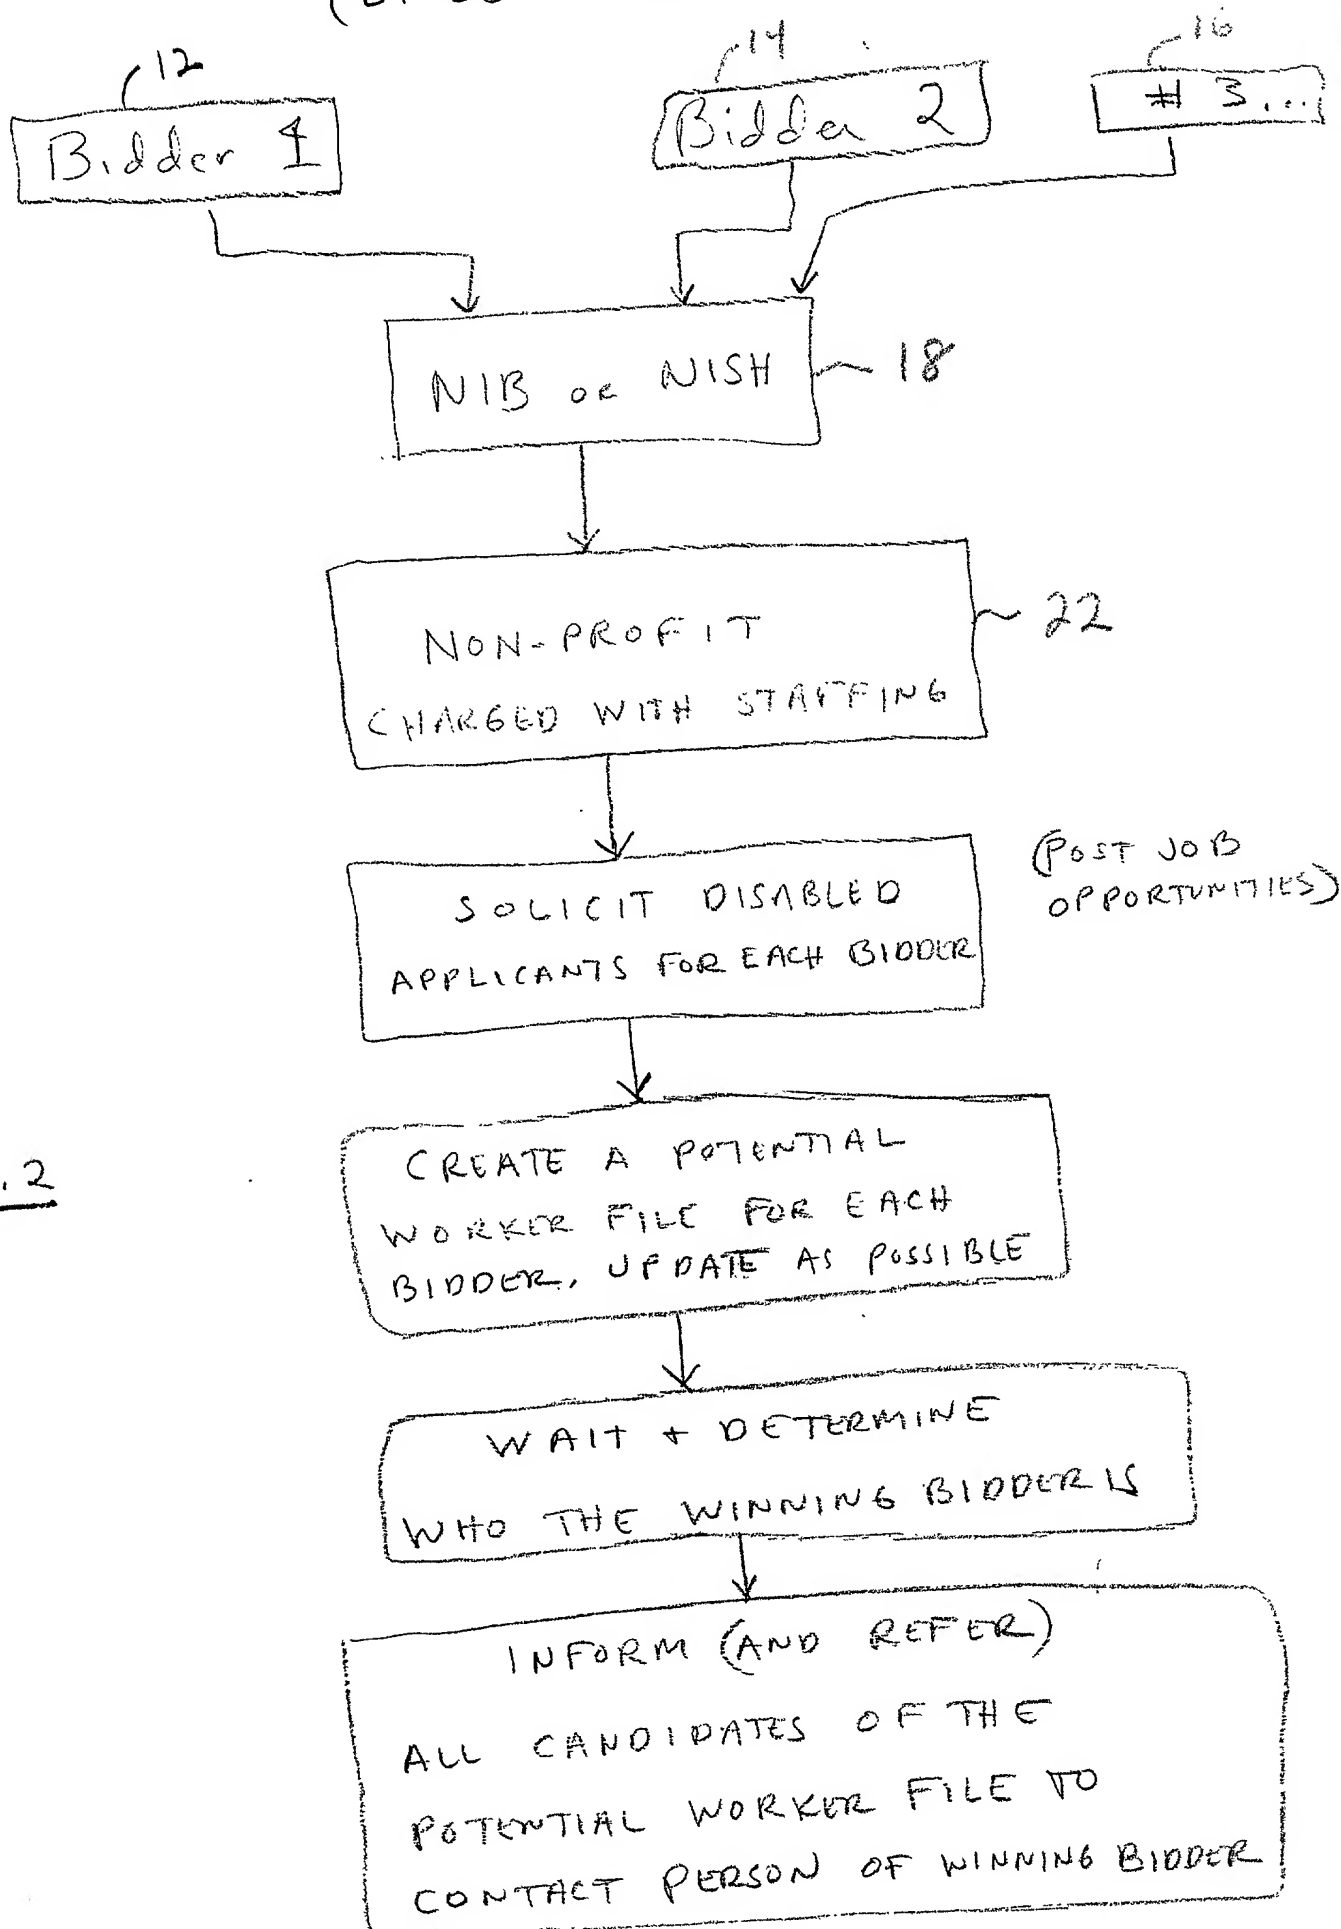 12
14
16
Bidder 1
Bidder 2
# 3...
NIB or NISH
18
NON-PROFIT
CHARGED WITH STAFFING
22
SOLICIT DISABLED
APPLICANTS FOR EACH BIDDER
(POST JOB
OPPORTUNITIES)
CREATE A POTENTIAL
WORKER FILE FOR EACH
BIDDER, UPDATE AS POSSIBLE
. 2
WAIT + DETERMINE
WHO THE WINNING BIDDER IS
INFORM (AND REFER)
ALL CANDIDATES OF THE
POTENTIAL WORKER FILE TO
CONTACT PERSON OF WINNING BIDDER